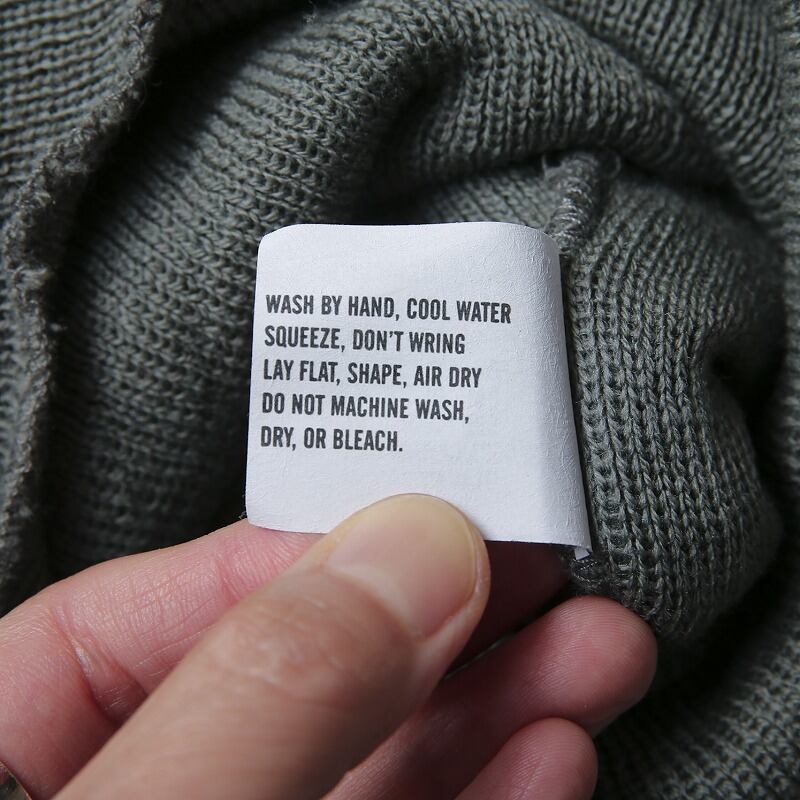 WASH BY HAND, COOL WATER
SQUEEZE, DON'T WRING
LAY FLAT, SHAPE, AIR DRY
DO NOT MACHINE WASH,
DRY, OR BLEACH.